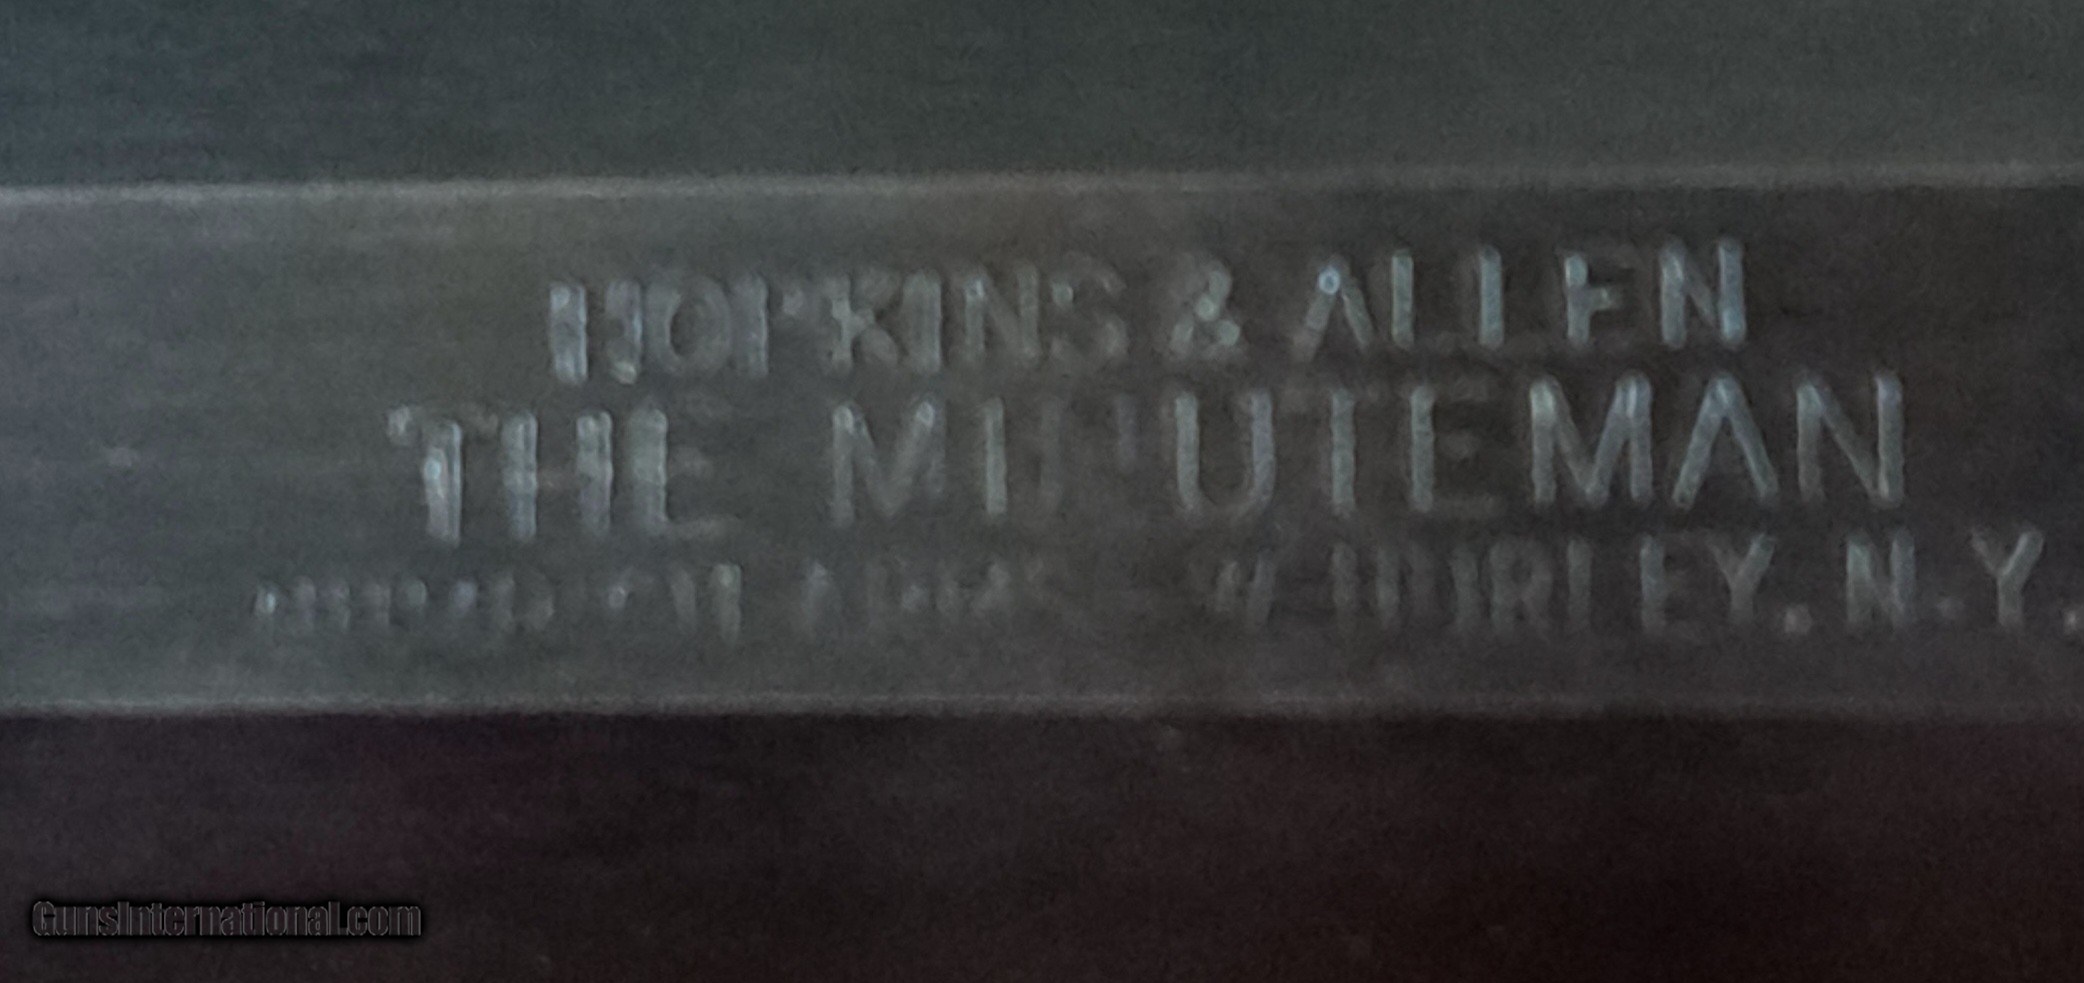 HOPKINS & ALLEN
THE MINUTEMAN
HURLEY, N.Y.
GunsInternational.com